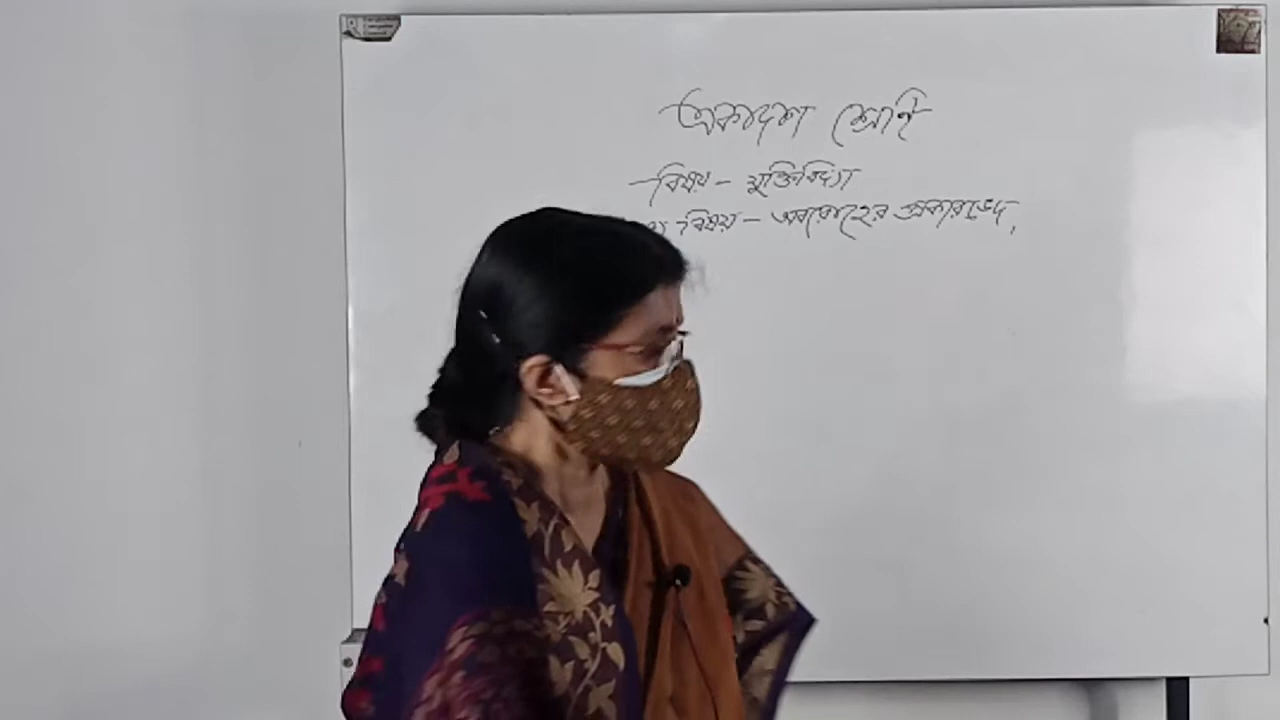 একাদশ শ্রেণি
বিষয় - যুক্তিবিদ্যা
বিষয় - অবরোহের প্রকারভেদ,